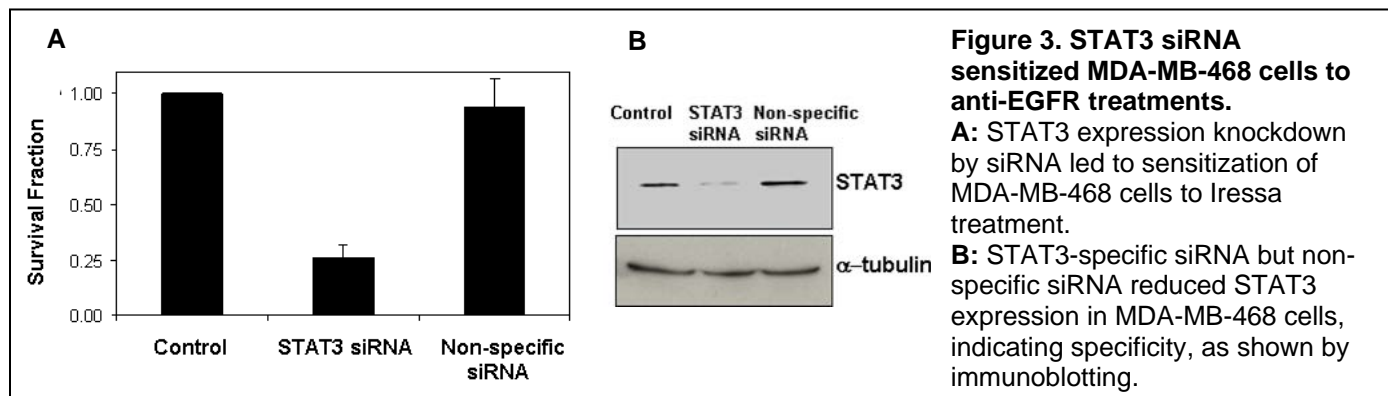 A
Survival Fraction
1.00
0.75
0.50
0.25
0.00
Control
STAT3 siRNA
Non-specific
siRNA
B
Control
STAT3
siRNA
Non-specific
siRNA
STAT3
α-tubulin
Figure 3. STAT3 siRNA
sensitized MDA-MB-468 cells to
anti-EGFR treatments.
A: STAT3 expression knockdown
by siRNA led to sensitization of
MDA-MB-468 cells to Iressa
treatment.
B: STAT3-specific siRNA but non-
specific siRNA reduced STAT3
expression in MDA-MB-468 cells,
indicating specificity, as shown by
immunoblotting.